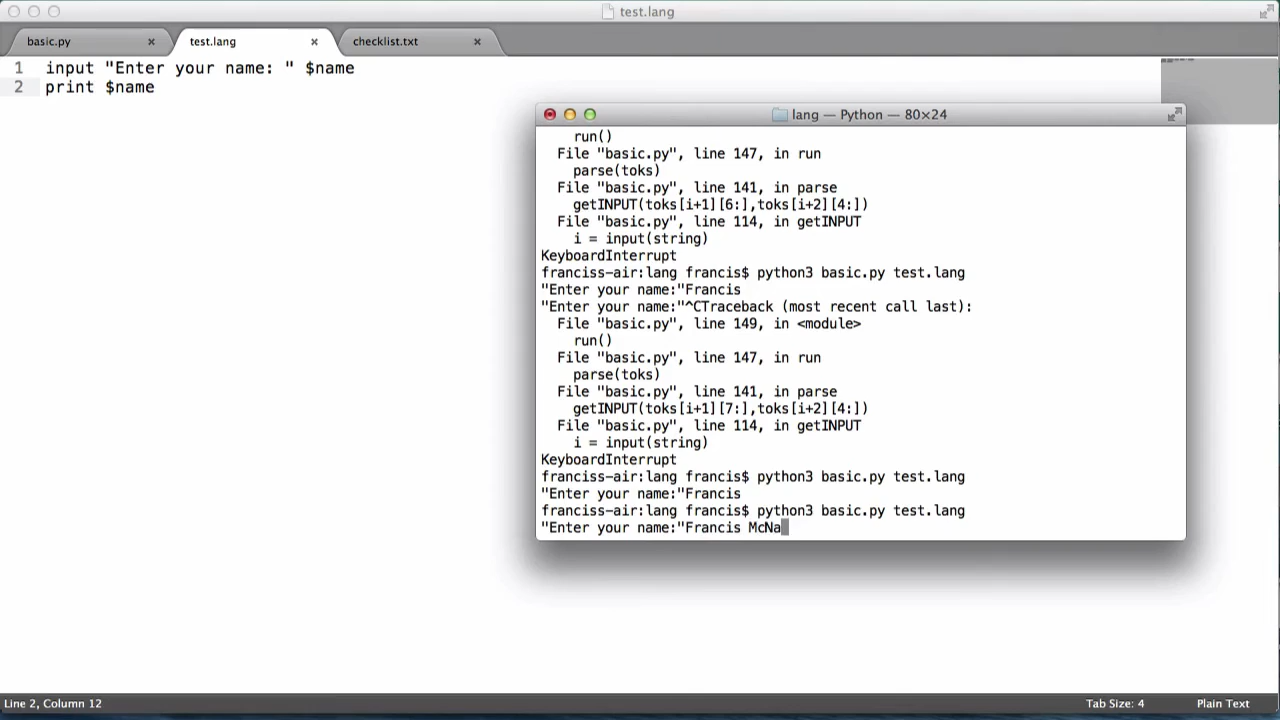 test.lang
basic.py × test.lang × checklist.txt ×
1 input "Enter your name: " $name
2 print $name
lang — Python — 80×24
run()
File "basic.py", line 147, in run
parse(toks)
File "basic.py", line 141, in parse
getINPUT(toks[i+1][6:],toks[i+2][4:])
File "basic.py", line 114, in getINPUT
i = input(string)
KeyboardInterrupt
franciss-air:lang francis$ python3 basic.py test.lang
"Enter your name:"Francis
"Enter your name:"^CTraceback (most recent call last):
File "basic.py", line 149, in <module>
run()
File "basic.py", line 147, in run
parse(toks)
File "basic.py", line 141, in parse
getINPUT(toks[i+1][7:],toks[i+2][4:])
File "basic.py", line 114, in getINPUT
i = input(string)
KeyboardInterrupt
franciss-air:lang francis$ python3 basic.py test.lang
"Enter your name:"Francis
franciss-air:lang francis$ python3 basic.py test.lang
"Enter your name:"Francis McNa
Line 2, Column 12 Tab Size: 4 Plain Text